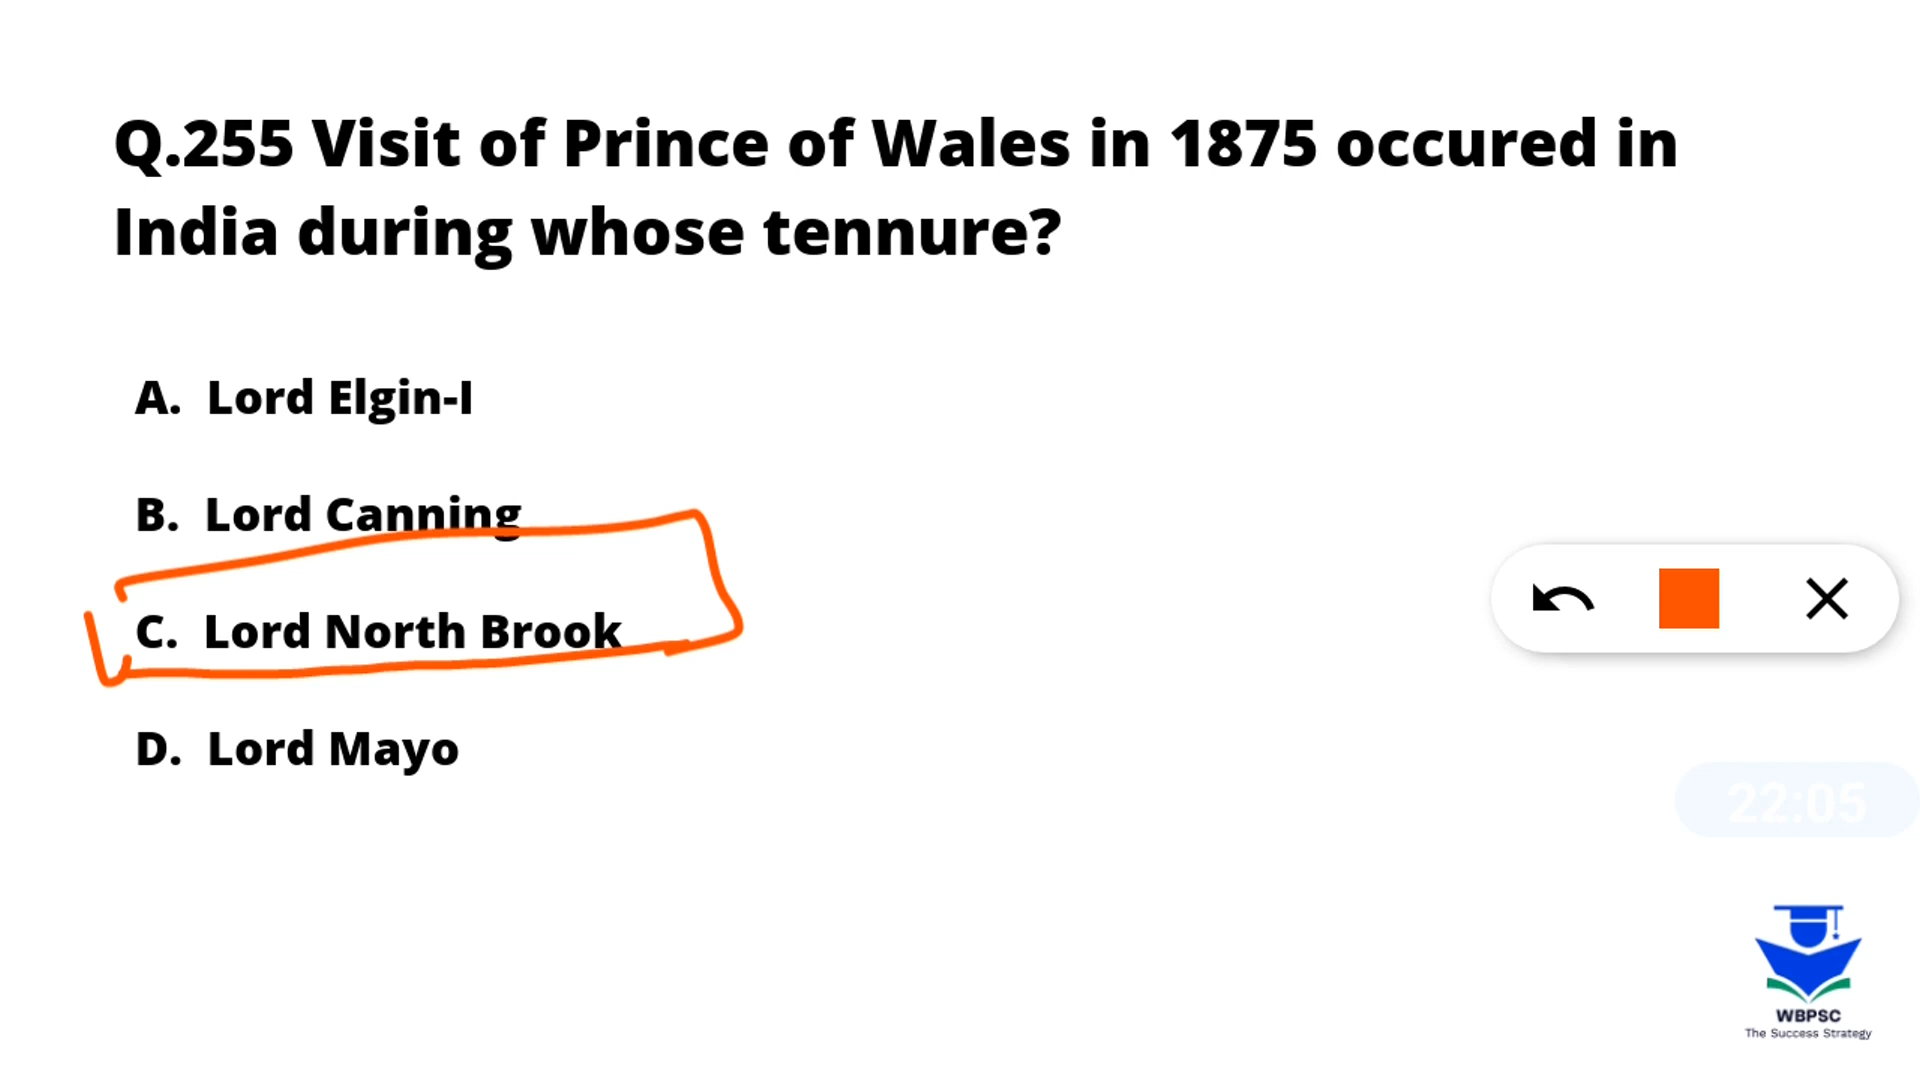 Q.255 Visit of Prince of Wales in 1875 occured in
India during whose tennure?
A. Lord Elgin-I
B. Lord Canning
C. Lord North Brook
D. Lord Mayo
22:05
WBPSC
The Success Strategy